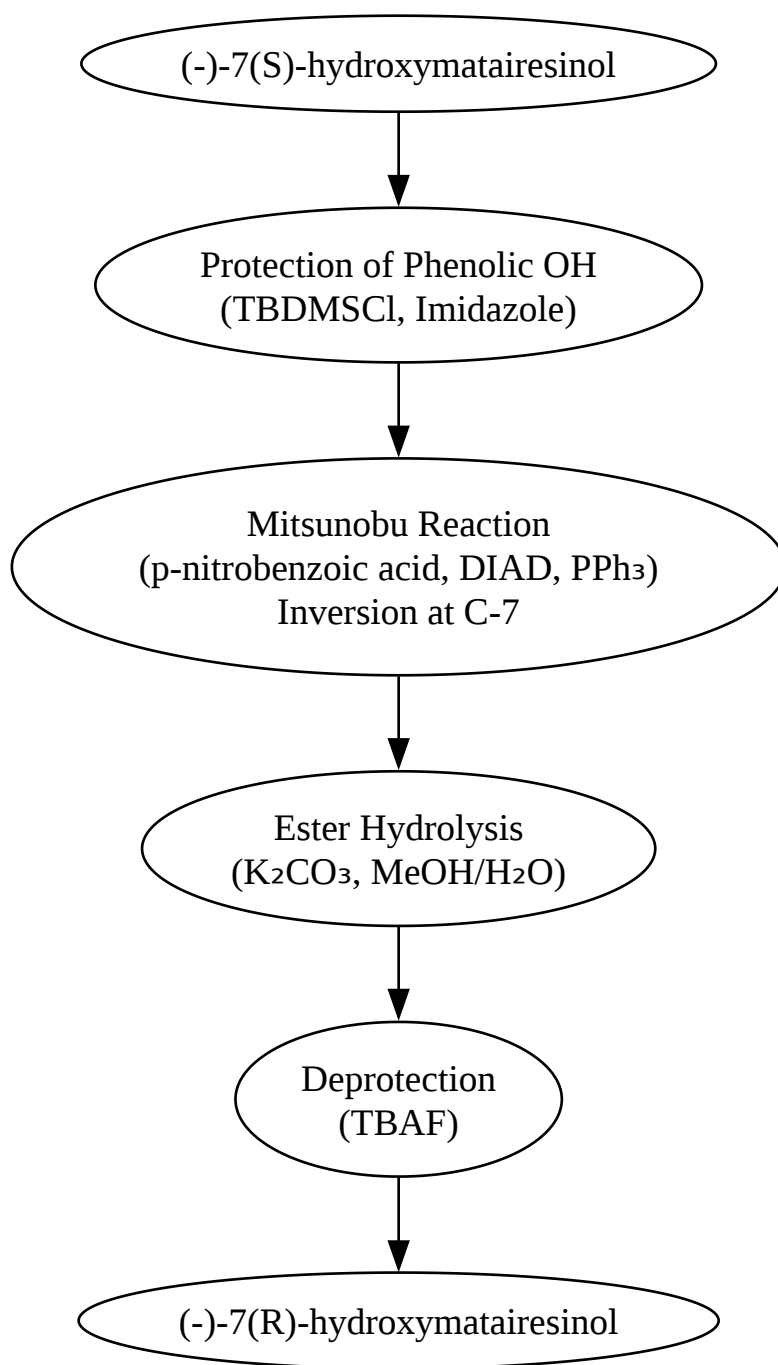 (-)-7(S)-hydroxymatairesinol
Protection of Phenolic OH
(TBDMSCl, Imidazole)
Mitsunobu Reaction
(p-nitrobenzoic acid, DIAD, PPh₃)
Inversion at C-7
Ester Hydrolysis
(K₂CO₃, MeOH/H₂O)
Deprotection
(TBAF)
(-)-7(R)-hydroxymatairesinol